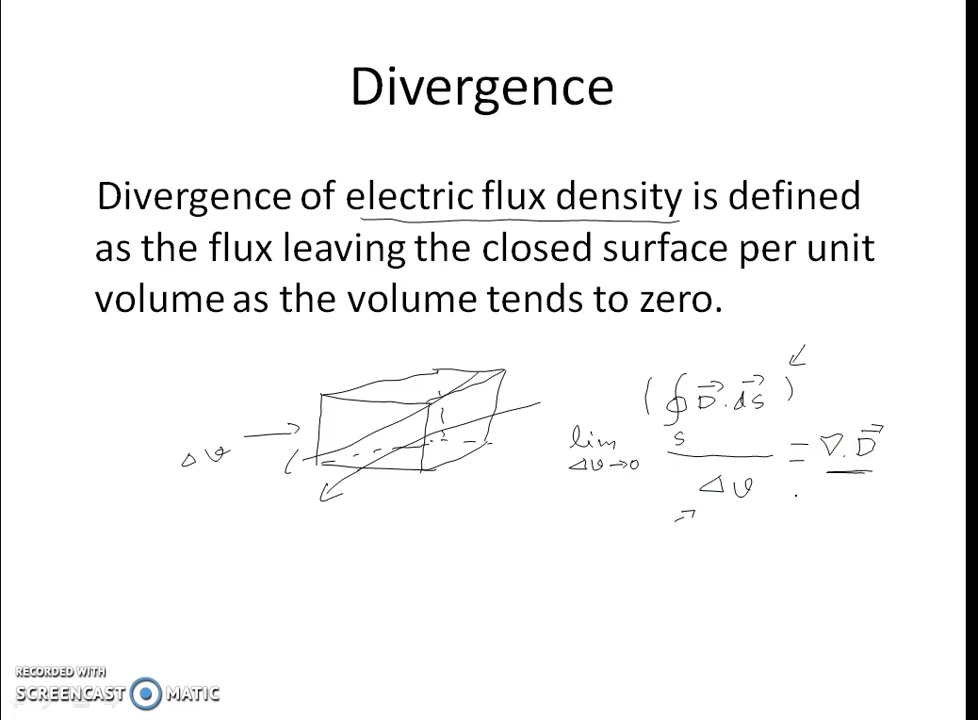 Divergence
Divergence of electric flux density is defined
as the flux leaving the closed surface per unit
volume as the volume tends to zero.
Δv
lim Δv→0 (∮s D⃗. ds⃗) / Δv = ∇. D⃗
RECORDED WITH
SCREENCAST MATIC